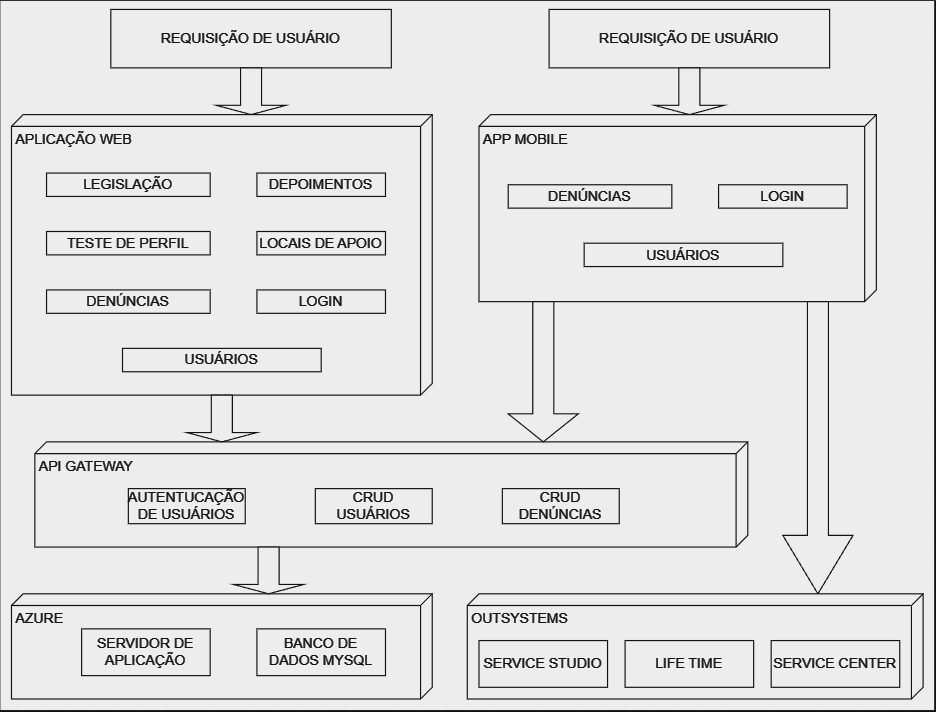 REQUISIÇÃO DE USUÁRIO
REQUISIÇÃO DE USUÁRIO
APLICAÇÃO WEB
LEGISLAÇÃO
DEPOIMENTOS
TESTE DE PERFIL
LOCAIS DE APOIO
DENÚNCIAS
LOGIN
USUÁRIOS
APP MOBILE
DENÚNCIAS
LOGIN
USUÁRIOS
API GATEWAY
AUTENTUCAÇÃO
DE USUÁRIOS
CRUD
USUÁRIOS
CRUD
DENÚNCIAS
AZURE
SERVIDOR DE
APLICAÇÃO
BANCO DE
DADOS MYSQL
OUTSYSTEMS
SERVICE STUDIO
LIFE TIME
SERVICE CENTER